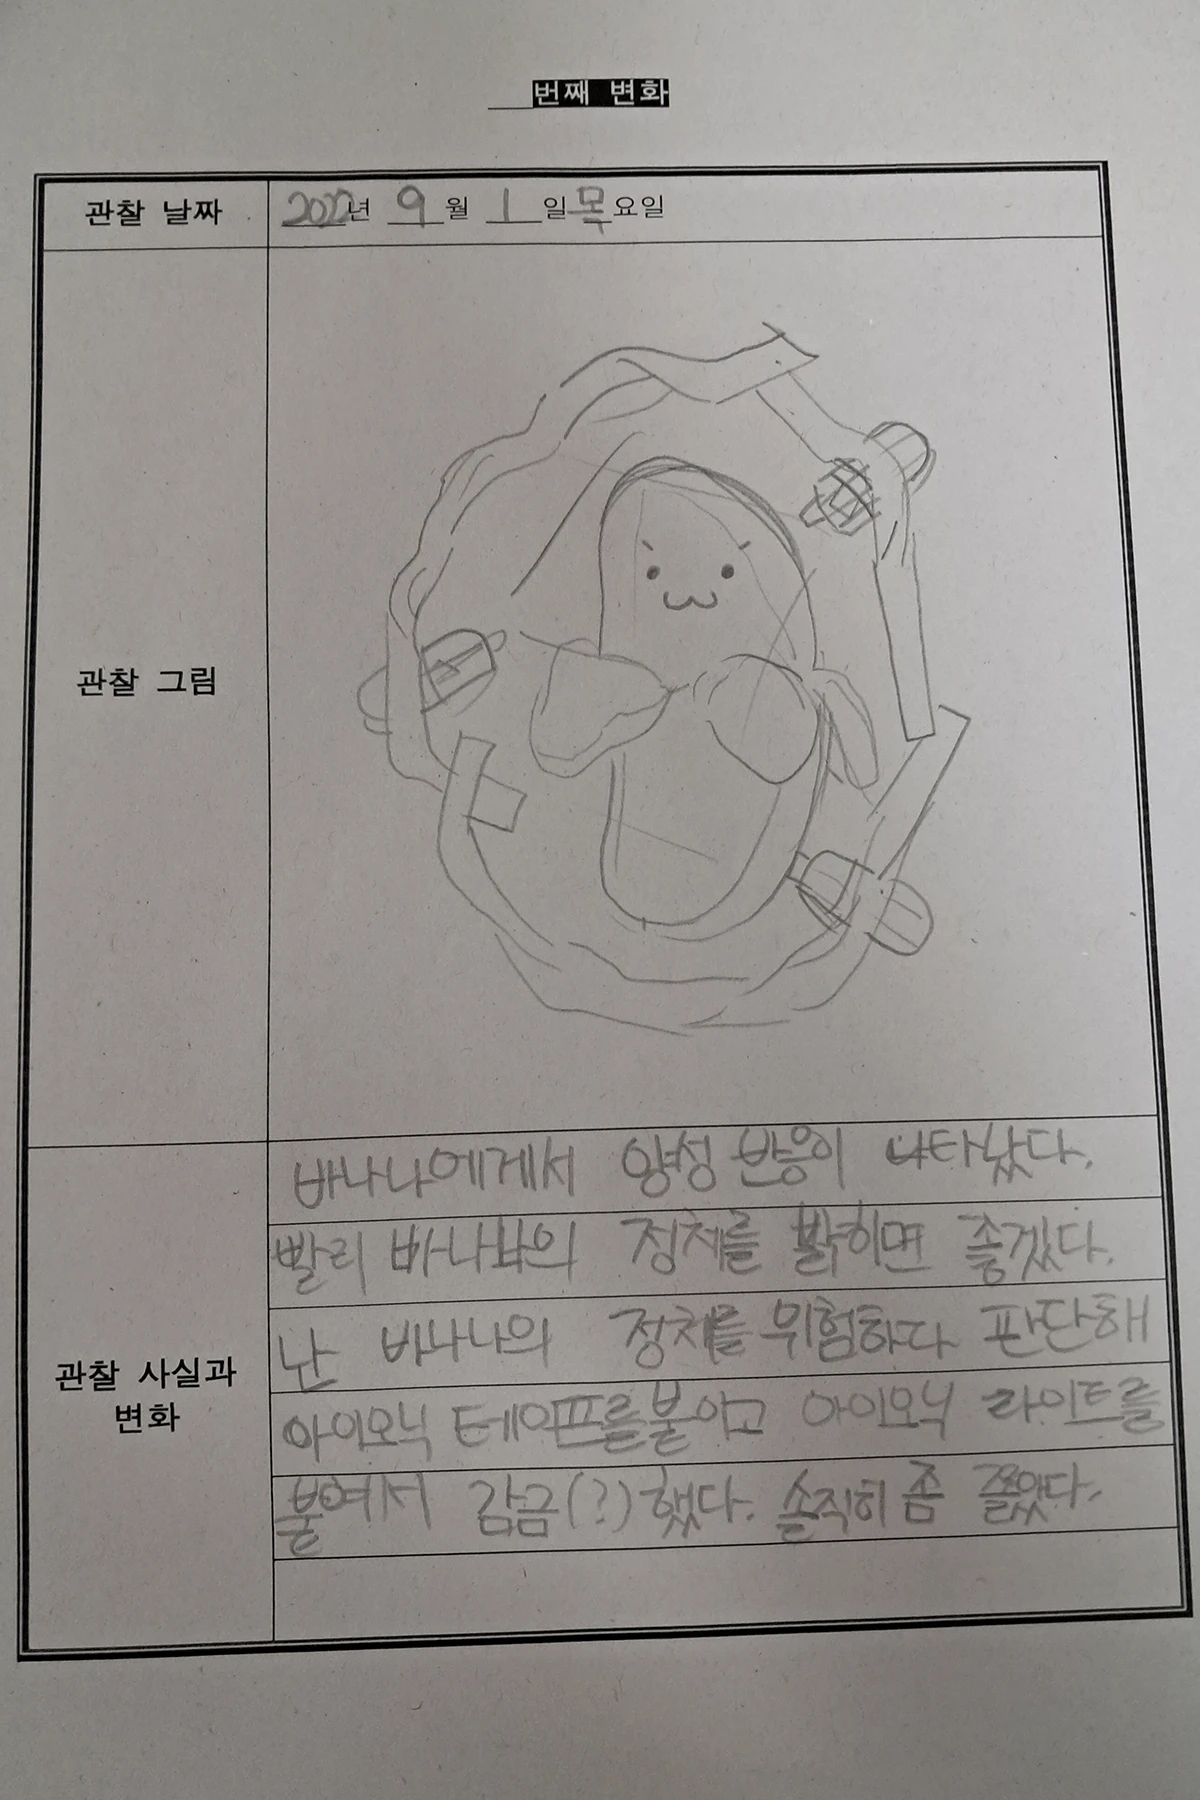 번째 변화
관찰 날짜
2022년 9월 1일 목요일
관찰 그림
관찰 사실과
변화
바나나에게서 양성 반응이 나타났다.
빨리 바나나의 정체를 밝히면 좋겠다.
난 바나나의 정체를 위험하다 판단해
아이오닉 테이프를 붙이고 아이오닉 라이트를
붙여서 감금(?)했다. 솔직히 좀 쫄았다.